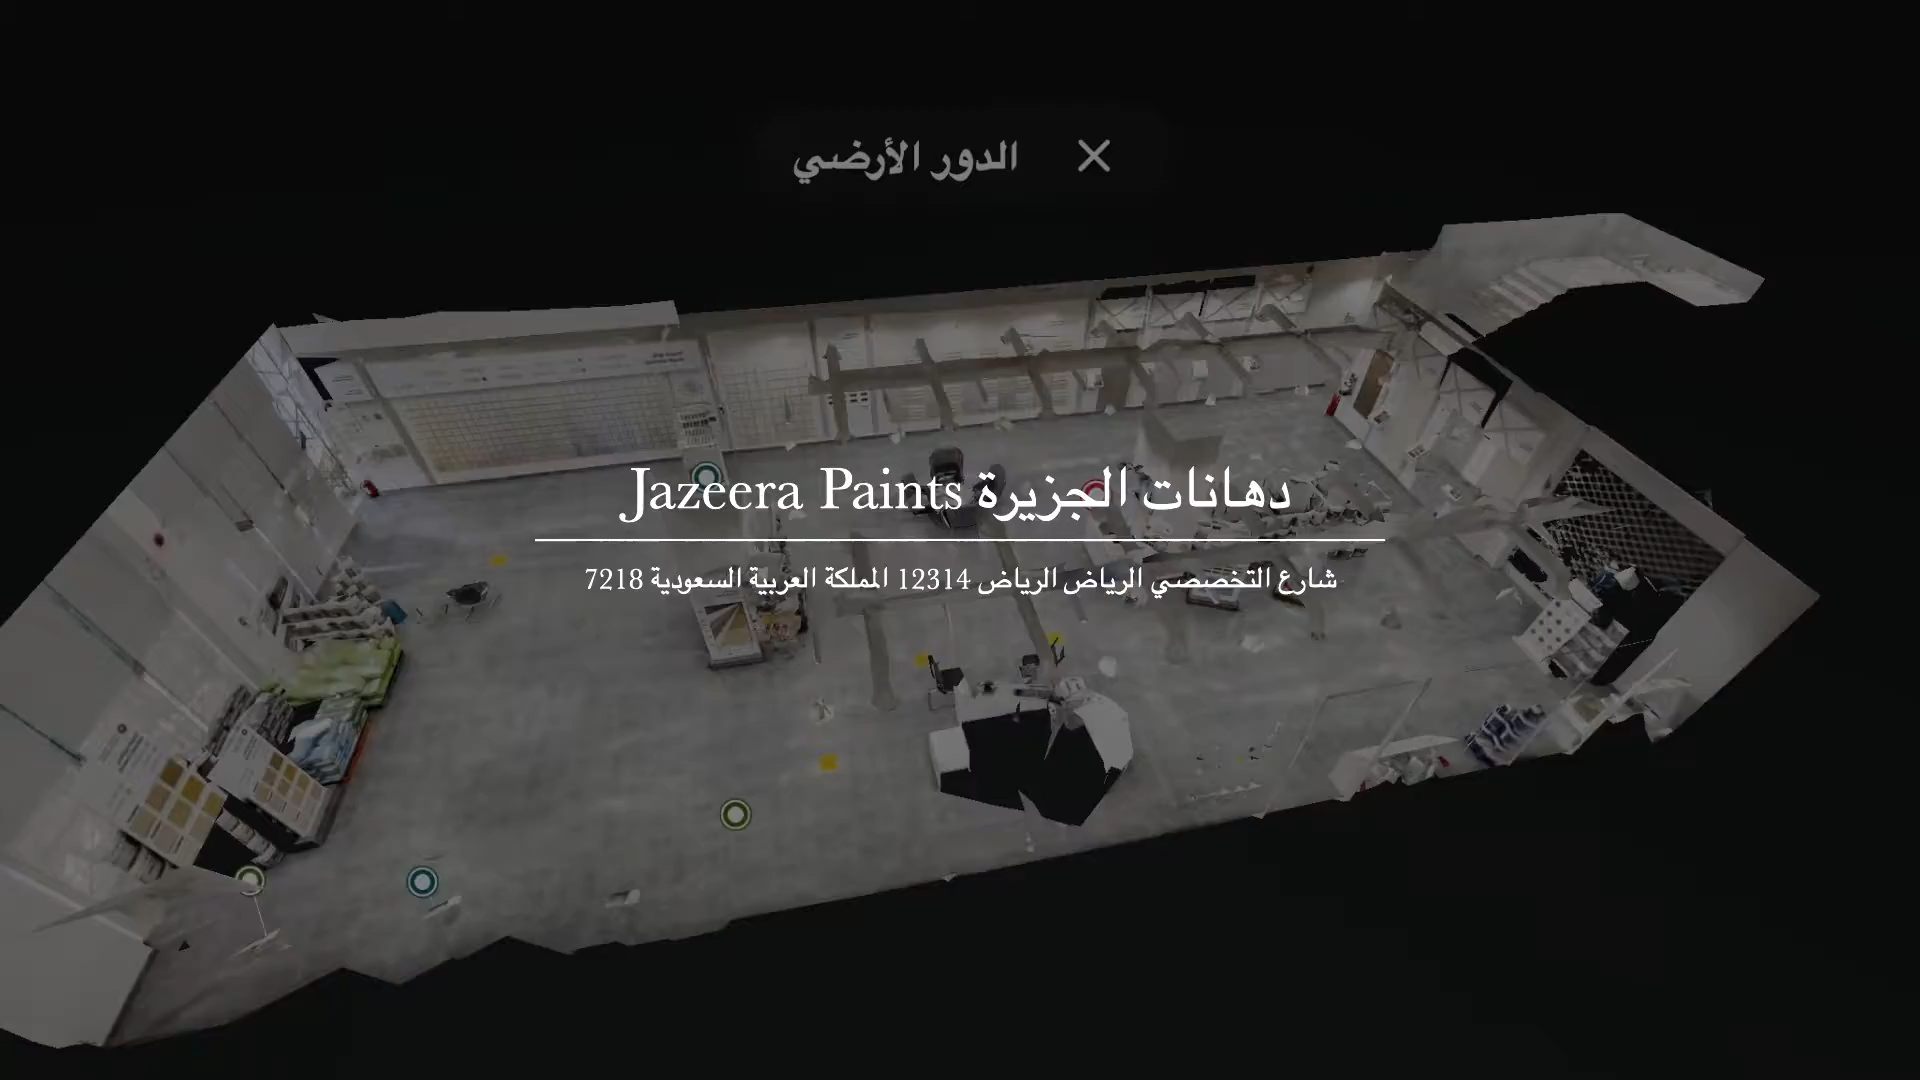 الدور الأرضي
دهانات الجزيرة Jazeera Paints
شارع التخصصي الرياض الرياض 12314 المملكة العربية السعودية 7218